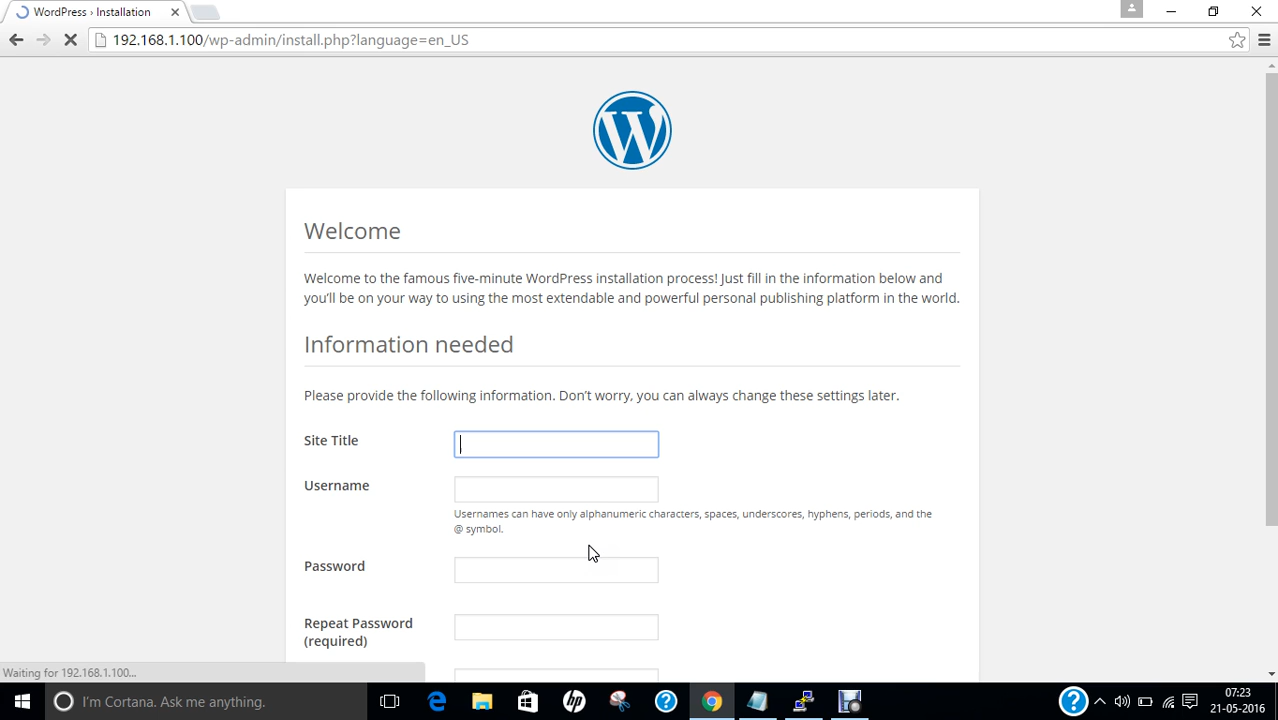 WordPress › Installation
192.168.1.100/wp-admin/install.php?language=en_US
Welcome
Welcome to the famous five-minute WordPress installation process! Just fill in the information below and
you’ll be on your way to using the most extendable and powerful personal publishing platform in the world.
Information needed
Please provide the following information. Don’t worry, you can always change these settings later.
Site Title
Username
Usernames can have only alphanumeric characters, spaces, underscores, hyphens, periods, and the
@ symbol.
Password
Repeat Password
(required)
Waiting for 192.168.1.100...
I'm Cortana. Ask me anything.
07:23
21-05-2016